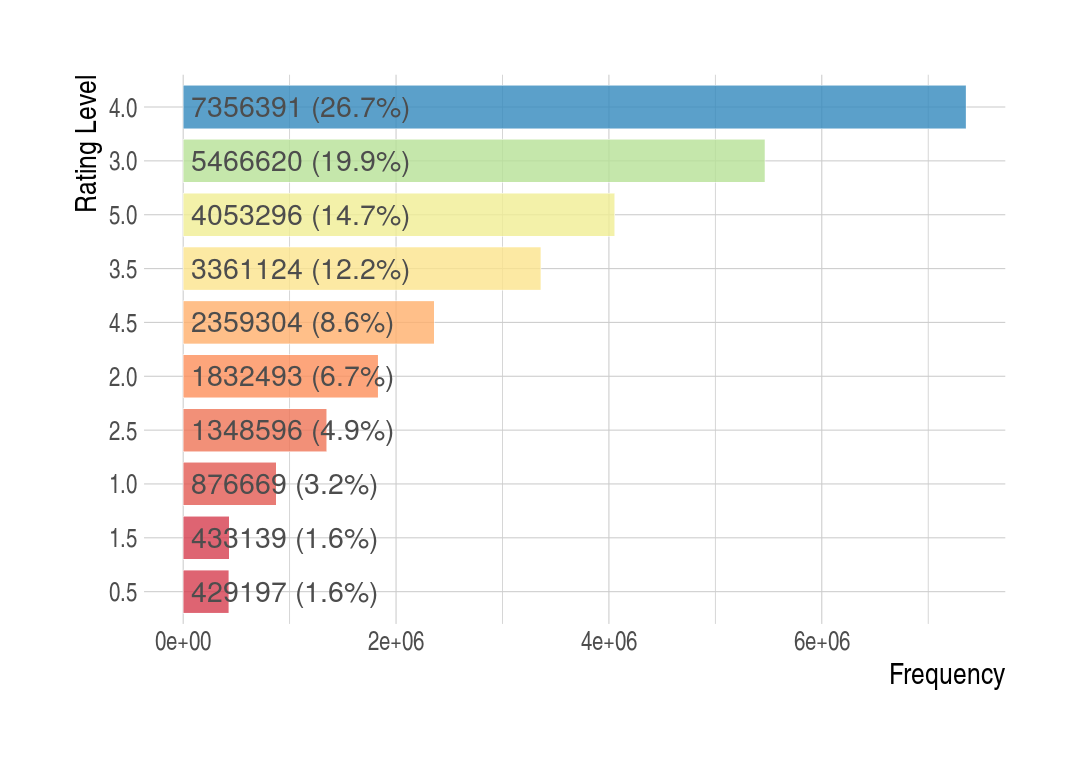 Rating Level
4.0 7356391 (26.7%)
3.0 5466620 (19.9%)
5.0 4053296 (14.7%)
3.5 3361124 (12.2%)
4.5 2359304 (8.6%)
2.0 1832493 (6.7%)
2.5 1348596 (4.9%)
1.0 876669 (3.2%)
1.5 433139 (1.6%)
0.5 429197 (1.6%)
0e+00 2e+06 4e+06 6e+06
Frequency